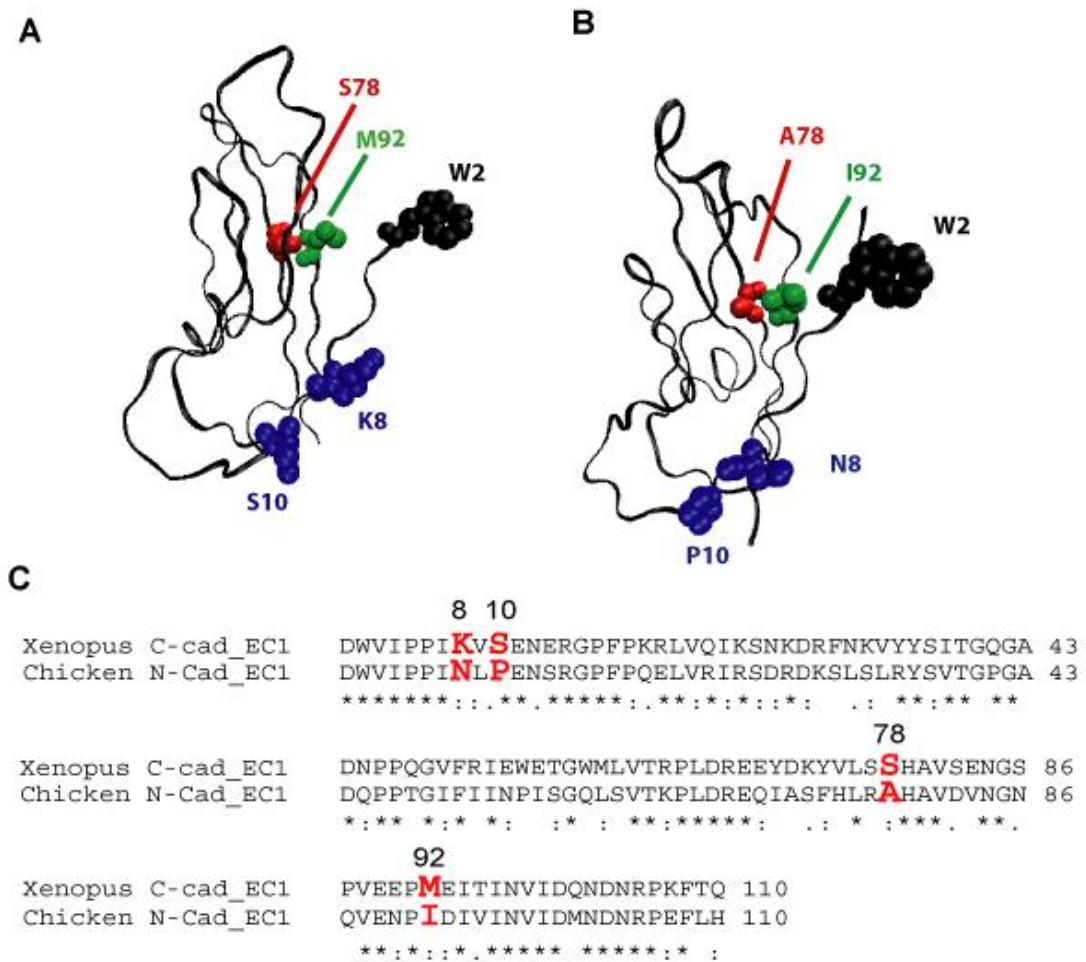 A
B
S78
M92
W2
K8
S10
A78
I92
W2
N8
P10
C
8 10
Xenopus C-cad_EC1 DWVIPPIKVSENERGPFPKRLVQIKSNKDRFNKVYYSITGQGA 43
Chicken N-Cad_EC1 DWVIPPINLPENSRGPFPQELVRIRSDRDKSLSLRYSVTGPGA 43
*******::.**.*****:.**:*:*::*: .: **:** **
78
Xenopus C-cad_EC1 DNPPQGVFRIEWETGWMLVTRPLDREEYDKYVLSSHAVSENGS 86
Chicken N-Cad_EC1 DQPPTGIFIINPISGQLSVTKPLDREQIASFHLRAHAVDVNGN 86
*:** *:* *: :* : **:*****: .: * :***. **.
92
Xenopus C-cad_EC1 PVEEPMEITINVIDQNDNRPKFTQ 110
Chicken N-Cad_EC1 QVENPIDIVINVIDMNDNRPEFLH 110
**:*::*.***** *****:* :